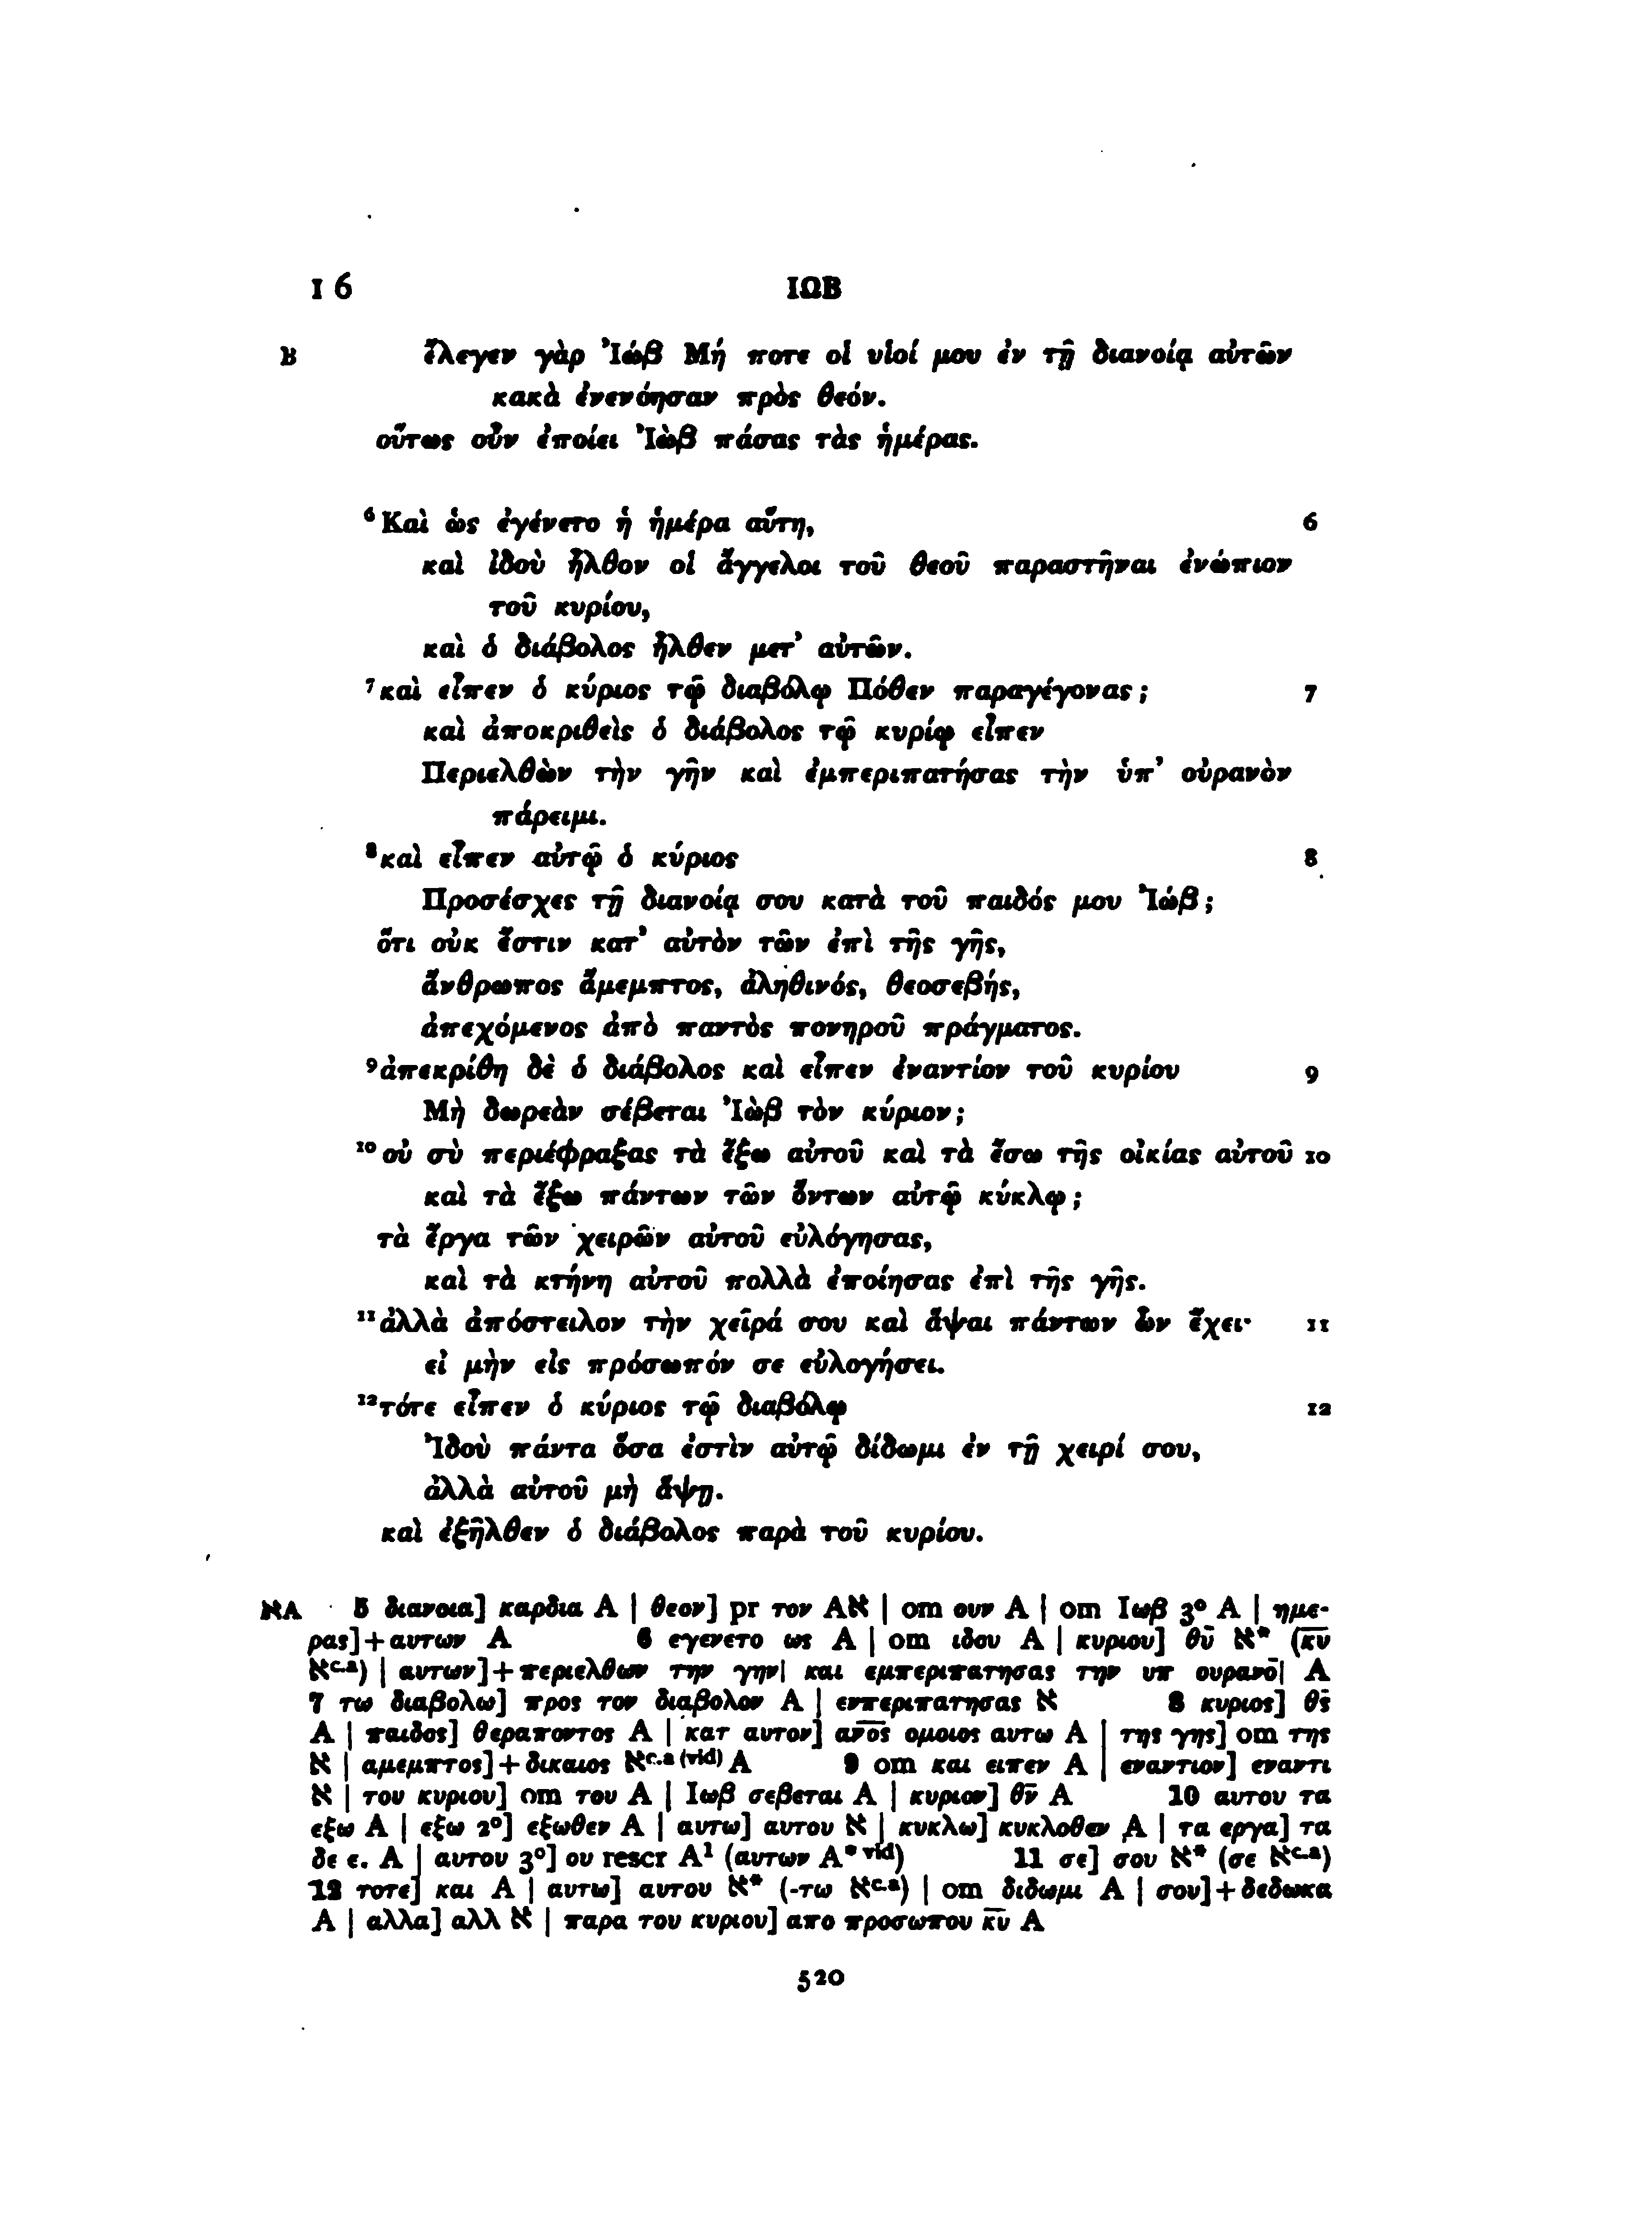 I 6 ΙΩΒ
B ἔλεγεν γὰρ Ἰώβ Μή ποτε οἱ υἱοί μου ἐν τῇ διανοίᾳ αὐτῶν
κακὰ ἐνενόησαν πρὸς θεόν.
οὕτως οὖν ἐποίει Ἰὼβ πάσας τὰς ἡμέρας.
⁶Καὶ ὡς ἐγένετο ἡ ἡμέρα αὕτη, 6
καὶ ἰδοὺ ἦλθον οἱ ἄγγελοι τοῦ θεοῦ παραστῆναι ἐνώπιον
τοῦ κυρίου,
καὶ ὁ διάβολος ἦλθεν μετ’ αὐτῶν.
⁷καὶ εἶπεν ὁ κύριος τῷ διαβόλῳ Πόθεν παραγέγονας; 7
καὶ ἀποκριθεὶς ὁ διάβολος τῷ κυρίῳ εἶπεν
Περιελθὼν τὴν γῆν καὶ ἐμπεριπατήσας τὴν ὑπ’ οὐρανὸν
πάρειμι.
⁸καὶ εἶπεν αὐτῷ ὁ κύριος 8
Προσέσχες τῇ διανοίᾳ σου κατὰ τοῦ παιδός μου Ἰώβ;
ὅτι οὐκ ἔστιν κατ’ αὐτὸν τῶν ἐπὶ τῆς γῆς,
ἄνθρωπος ἄμεμπτος, ἀληθινός, θεοσεβής,
ἀπεχόμενος ἀπὸ παντὸς πονηροῦ πράγματος.
⁹ἀπεκρίθη δὲ ὁ διάβολος καὶ εἶπεν ἐναντίον τοῦ κυρίου 9
Μὴ δωρεὰν σέβεται Ἰὼβ τὸν κύριον;
¹⁰οὐ σὺ περιέφραξας τὰ ἔξω αὐτοῦ καὶ τὰ ἔσω τῆς οἰκίας αὐτοῦ 10
καὶ τὰ ἔξω πάντων τῶν ὄντων αὐτῷ κύκλῳ;
τὰ ἔργα τῶν χειρῶν αὐτοῦ εὐλόγησας,
καὶ τὰ κτήνη αὐτοῦ πολλὰ ἐποίησας ἐπὶ τῆς γῆς.
¹¹ἀλλὰ ἀπόστειλον τὴν χεῖρά σου καὶ ἅψαι πάντων ὧν ἔχει· 11
εἰ μὴν εἰς πρόσωπόν σε εὐλογήσει.
¹²τότε εἶπεν ὁ κύριος τῷ διαβόλῳ 12
Ἰδοὺ πάντα ὅσα ἐστὶν αὐτῷ δίδωμι ἐν τῇ χειρί σου,
ἀλλὰ αὐτοῦ μὴ ἅψῃ.
καὶ ἐξῆλθεν ὁ διάβολος παρὰ τοῦ κυρίου.
אA 5 διανοια] καρδια A | θεον] pr τον Aא | om ουν A | om Ιωβ 3º A | ημε-
ρας]+αυτων A 6 εγενετο ως A | om ιδου A | κυριου] θ̅υ̅ א* (κ̅υ̅
אᶜ·ᵃ) | αυτων]+περιελθων την γην| και εμπεριπατησας την υπ ουρανο̅| A
7 τω διαβολω] προς τον διαβολον A | ενπεριπατησας א 8 κυριος] θ̅ς̅
A | παιδος] θεραποντος A | κατ αυτον] α̅ν̅ο̅ς̅ ομοιος αυτω A | της γης] om της
א | αμεμπτος]+δικαιος אᶜ·ᵃ ⁽ᵛⁱᵈ⁾ A 9 om και ειπεν A | εναντιον] εναντι
א | του κυριου] om του A | Ιωβ σεβεται A | κυριον] θ̅ν̅ A 10 αυτου τα
εξω A | εξω 2º] εξωθεν A | αυτω] αυτου א | κυκλω] κυκλοθεν A | τα εργα] τα
δε ε. A | αυτου 3º] ου rescr A¹ (αυτων A* ᵛⁱᵈ) 11 σε] σου א* (σε אᶜ·ᵃ)
12 τοτε] και A | αυτω] αυτου א* (-τω אᶜ·ᵃ) | om διδωμι A | σου]+δεδωκα
A | αλλα] αλλ א | παρα του κυριου] απο προσωπου κ̅υ̅ A
520